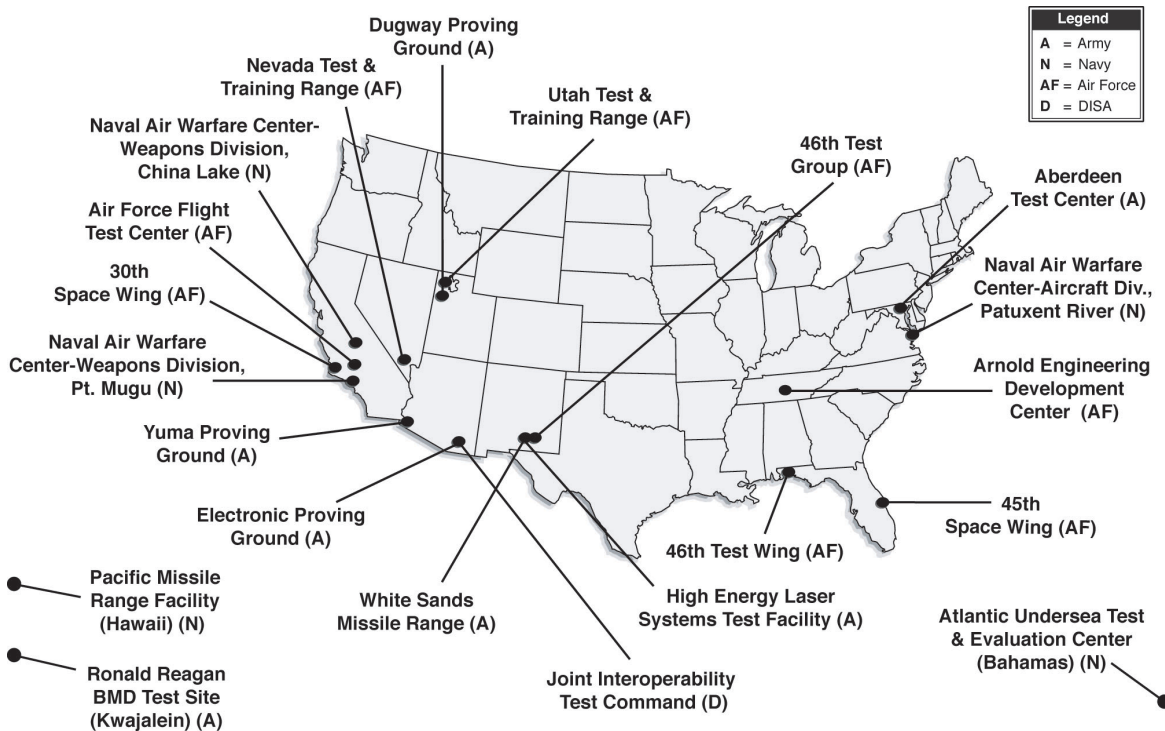 Dugway Proving
Ground (A)
Nevada Test &
Training Range (AF)
Utah Test &
Training Range (AF)
Naval Air Warfare Center-
Weapons Division,
China Lake (N)
46th Test
Group (AF)
Legend
A = Army
N = Navy
AF = Air Force
D = DISA
Aberdeen
Test Center (A)
Air Force Flight
Test Center (AF)
30th
Space Wing (AF)
Naval Air Warfare
Center-Aircraft Div.,
Patuxent River (N)
Naval Air Warfare
Center-Weapons Division,
Pt. Mugu (N)
Arnold Engineering
Development
Center (AF)
Yuma Proving
Ground (A)
Electronic Proving
Ground (A)
45th
Space Wing (AF)
46th Test Wing (AF)
Pacific Missile
Range Facility
(Hawaii) (N)
White Sands
Missile Range (A)
High Energy Laser
Systems Test Facility (A)
Atlantic Undersea Test
& Evaluation Center
(Bahamas) (N)
Ronald Reagan
BMD Test Site
(Kwajalein) (A)
Joint Interoperability
Test Command (D)